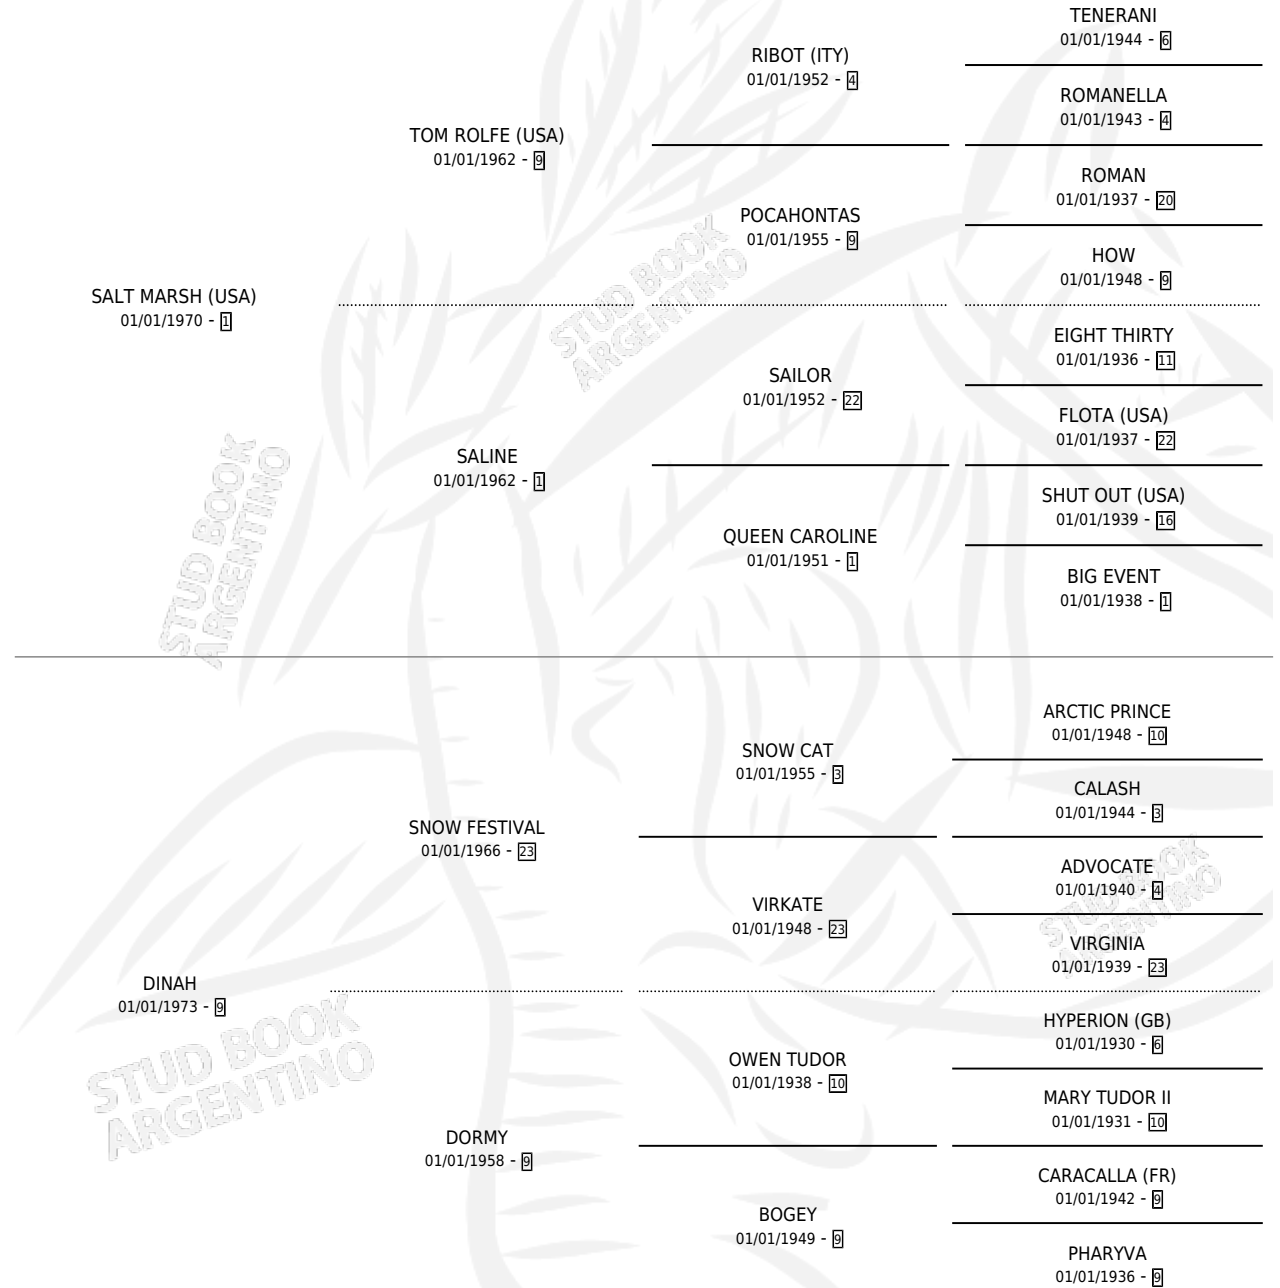 TENERANI
01/01/1944 - 6
RIBOT (ITY)
01/01/1952 - 4
ROMANELLA
01/01/1943 - 4
TOM ROLFE (USA)
01/01/1962 - 9
ROMAN
01/01/1937 - 20
POCAHONTAS
01/01/1955 - 9
HOW
01/01/1948 - 9
SALT MARSH (USA)
01/01/1970 - 1
STUD BOOK
ARGENTINO
EIGHT THIRTY
01/01/1936 - 11
SAILOR
01/01/1952 - 22
FLOTA (USA)
01/01/1937 - 22
SALINE
01/01/1962 - 1
SHUT OUT (USA)
01/01/1939 - 16
QUEEN CAROLINE
01/01/1951 - 1
BIG EVENT
01/01/1938 - 1
STUD BOOK
ARGENTINO
ARCTIC PRINCE
01/01/1948 - 10
SNOW CAT
01/01/1955 - 3
CALASH
01/01/1944 - 3
SNOW FESTIVAL
01/01/1966 - 23
ADVOCATE
01/01/1940 - 4
VIRKATE
01/01/1948 - 23
VIRGINIA
01/01/1939 - 23
STUD BOOK
ARGENTINO
DINAH
01/01/1973 - 9
HYPERION (GB)
01/01/1930 - 6
OWEN TUDOR
01/01/1938 - 10
MARY TUDOR II
01/01/1931 - 10
STUD BOOK
ARGENTINO
DORMY
01/01/1958 - 9
CARACALLA (FR)
01/01/1942 - 9
BOGEY
01/01/1949 - 9
PHARYVA
01/01/1936 - 9